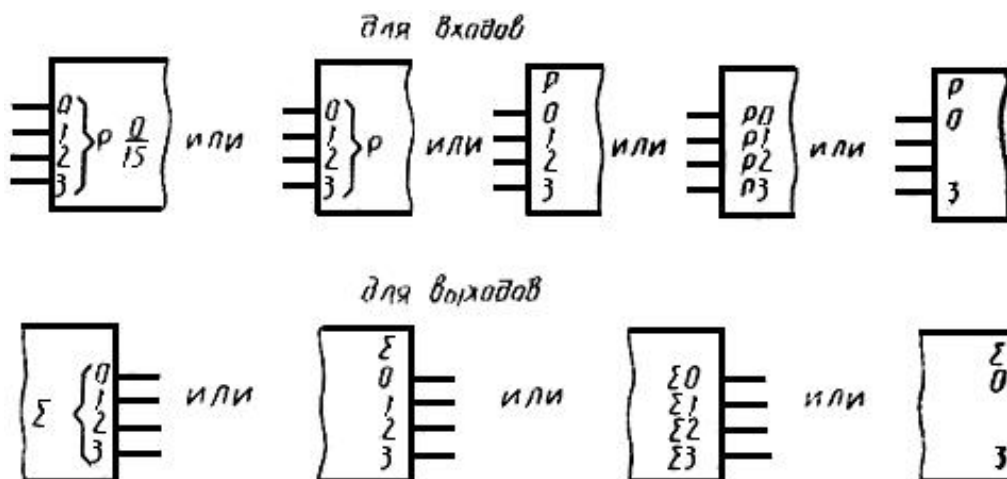 для входов
0 1 2 3 } P 0/15 или 0 1 2 3 } P или P 0 1 2 3 или P0 P1 P2 P3 или P 0 3
для выходов
Σ { 0 1 2 3 или Σ 0 1 2 3 или Σ0 Σ1 Σ2 Σ3 или Σ 0 3